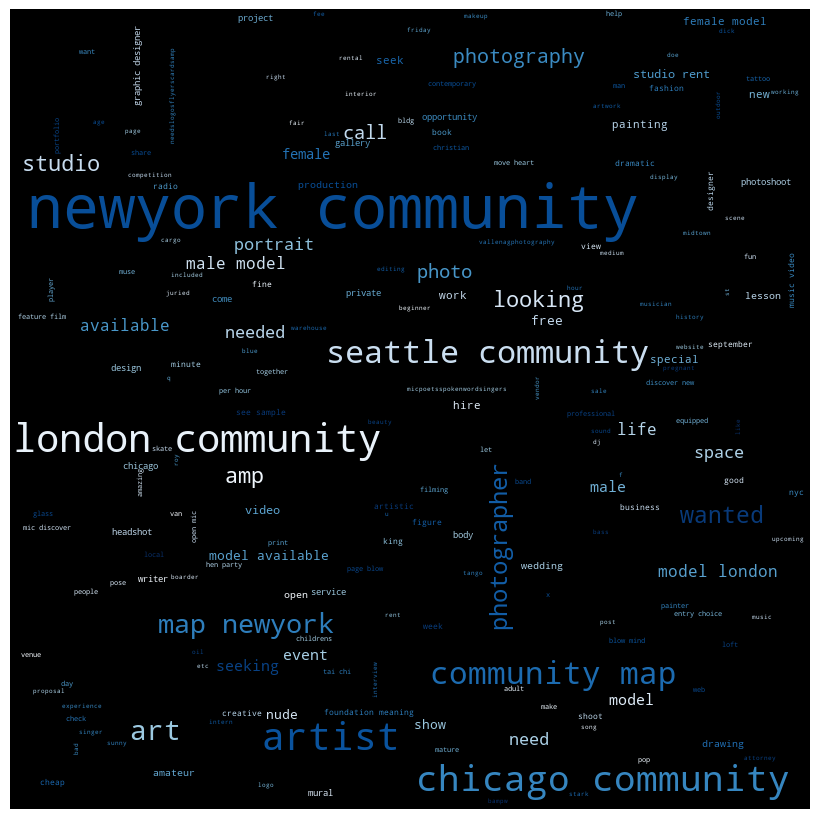 project
fae
makeup
help
female model
friday
dick
graphic designer
want
seek
photography
doe
rental
right
studio rent
tattoo
needslogosflyerscardsamp
contemporary
man
fashion
interior
new
working
artwork
outdoor
portfolio
age
page
fair
last
call
bldg
opportunity
book
painting
share
female
gallery
christian
studio
move heart
dramatic
competition
radio
production
display
designer
photoshoot
newyork community
scene
midtown
cargo
portrait
vallenagphotography
view
medium
fun
male model
photo
editing
muse
included
fine
music video
player
juried
come
private
work
looking
hour
st
lesson
beginner
musician
history
feature film
available
needed
warehouse
free
website
september
blue
seattle community
special
design
minute
together
pregnant
q
per hour
micpoetsspokenwordsingers
vendor
sale
discover new
see sample
hire
professional
beauty
equipped
london community
sound
life
like
dj
skate
roy
let
space
chicago
amazing
amp
photographer
f
good
filming
band
male
nyc
glass
van
open mic
video
artistic
u
business
mic discover
headshot
figure
body
bass
upcoming
king
print
local
model available
hen party
page blom
tango
wedding
model london
wanted
people
pose
writer
boarder
open
service
x
painter
entry choice
rent
post
music
map newyork
childrens
week
blom mind
loft
venue
oil
event
etc
seeking
tai chi
interview
community map
day
proposal
adult
web
experience
creative
nude
foundation meaning
make
shoot
model
check
intern
song
singer
art
artist
show
need
drawing
bad
sunny
mature
pop
attorney
cheap
amateur
logo
mural
chicago community
stark